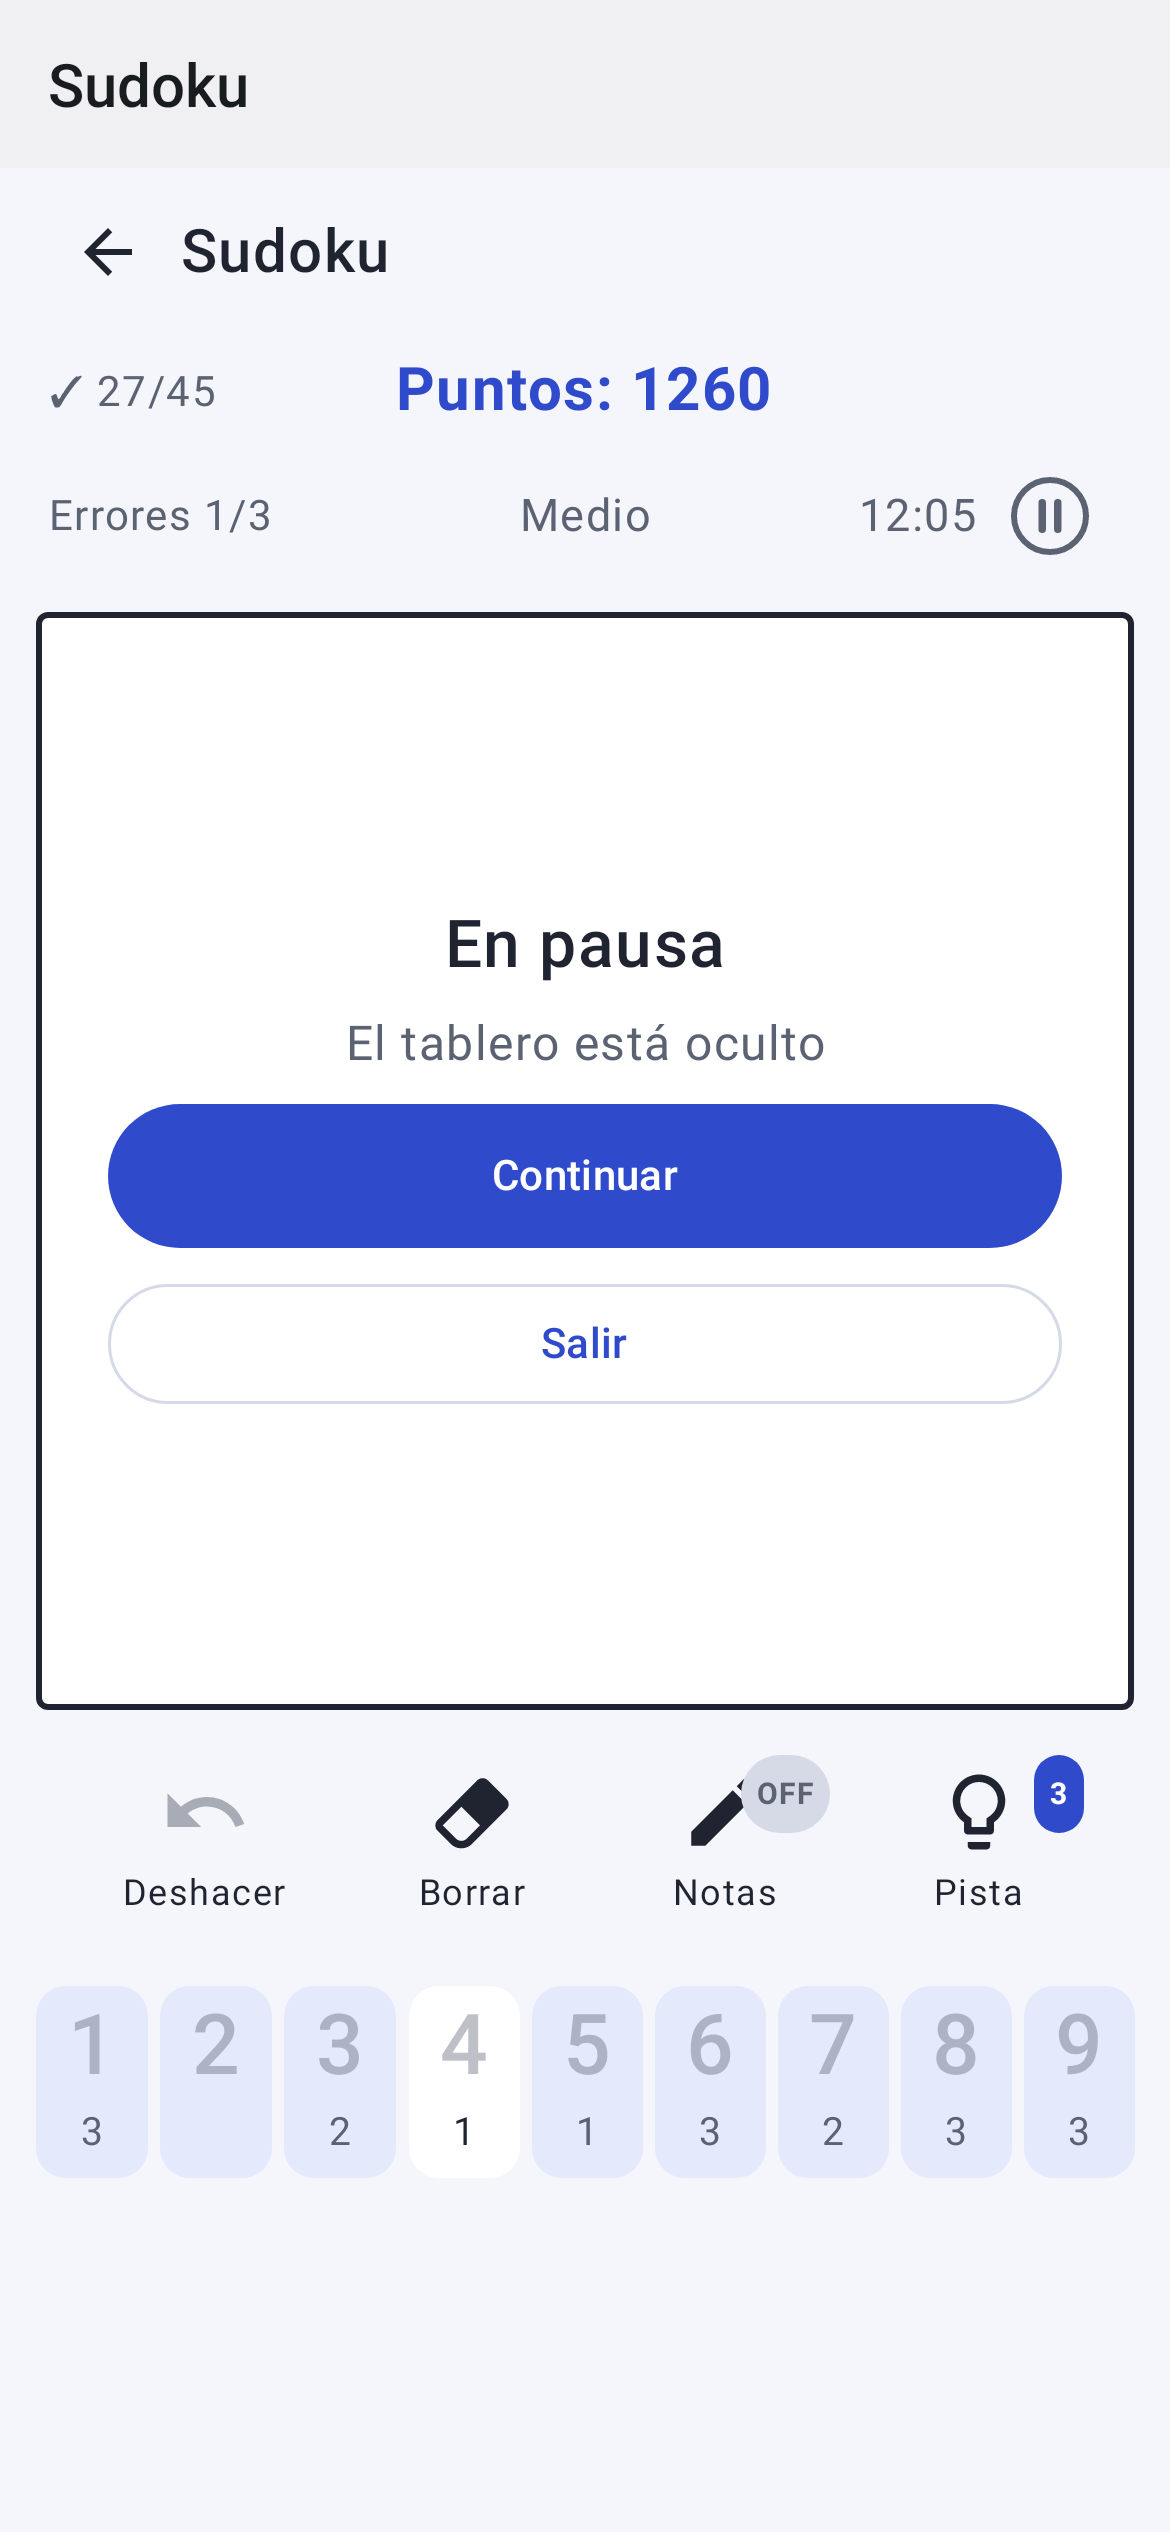 Sudoku
Sudoku
✓ 27/45
Puntos: 1260
Errores 1/3
Medio
12:05
En pausa
El tablero está oculto
Continuar
Salir
OFF
3
Deshacer
Borrar
Notas
Pista
1 2 3 4 5 6 7 8 9
3 2 1 1 3 2 3 3